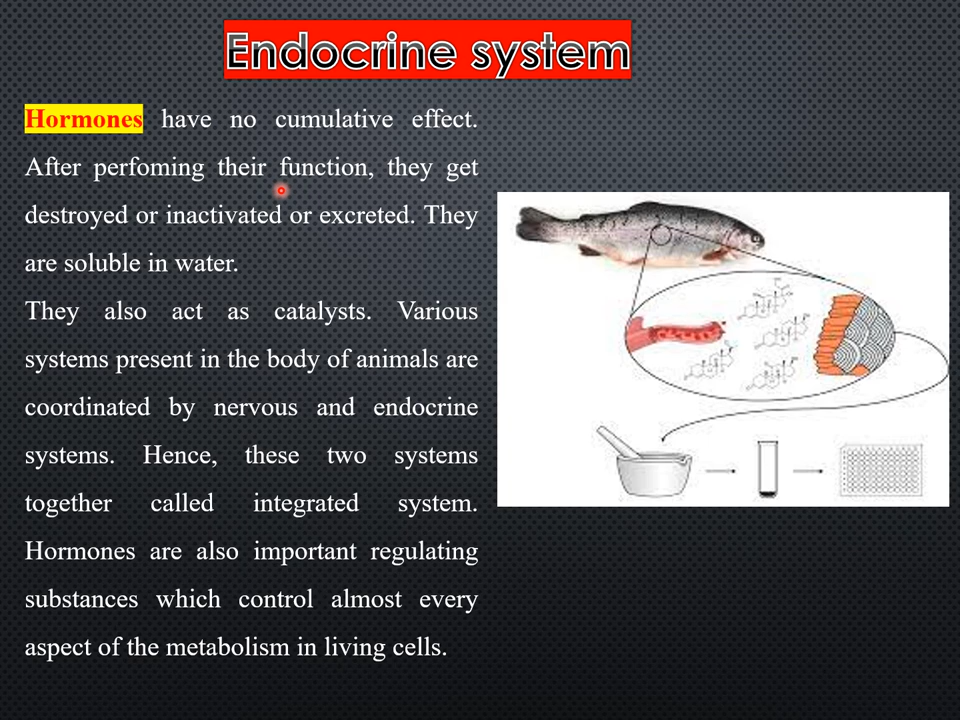 Endocrine system
Hormones have no cumulative effect.
After perfoming their function, they get
destroyed or inactivated or excreted. They
are soluble in water.
They also act as catalysts. Various
systems present in the body of animals are
coordinated by nervous and endocrine
systems. Hence, these two systems
together called integrated system.
Hormones are also important regulating
substances which control almost every
aspect of the metabolism in living cells.